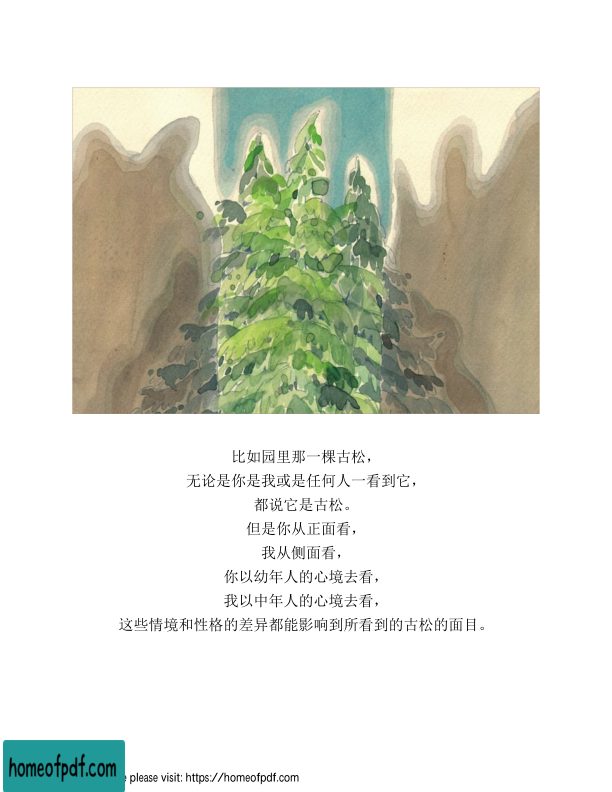 比如园里那一棵古松，
无论是你是我或是任何人一看到它，
都说它是古松。
但是你从正面看，
我从侧面看，
你以幼年人的心境去看，
我以中年人的心境去看，
这些情境和性格的差异都能影响到所看到的古松的面目。
homeofpdf.com
e please visit: https://homeofpdf.com